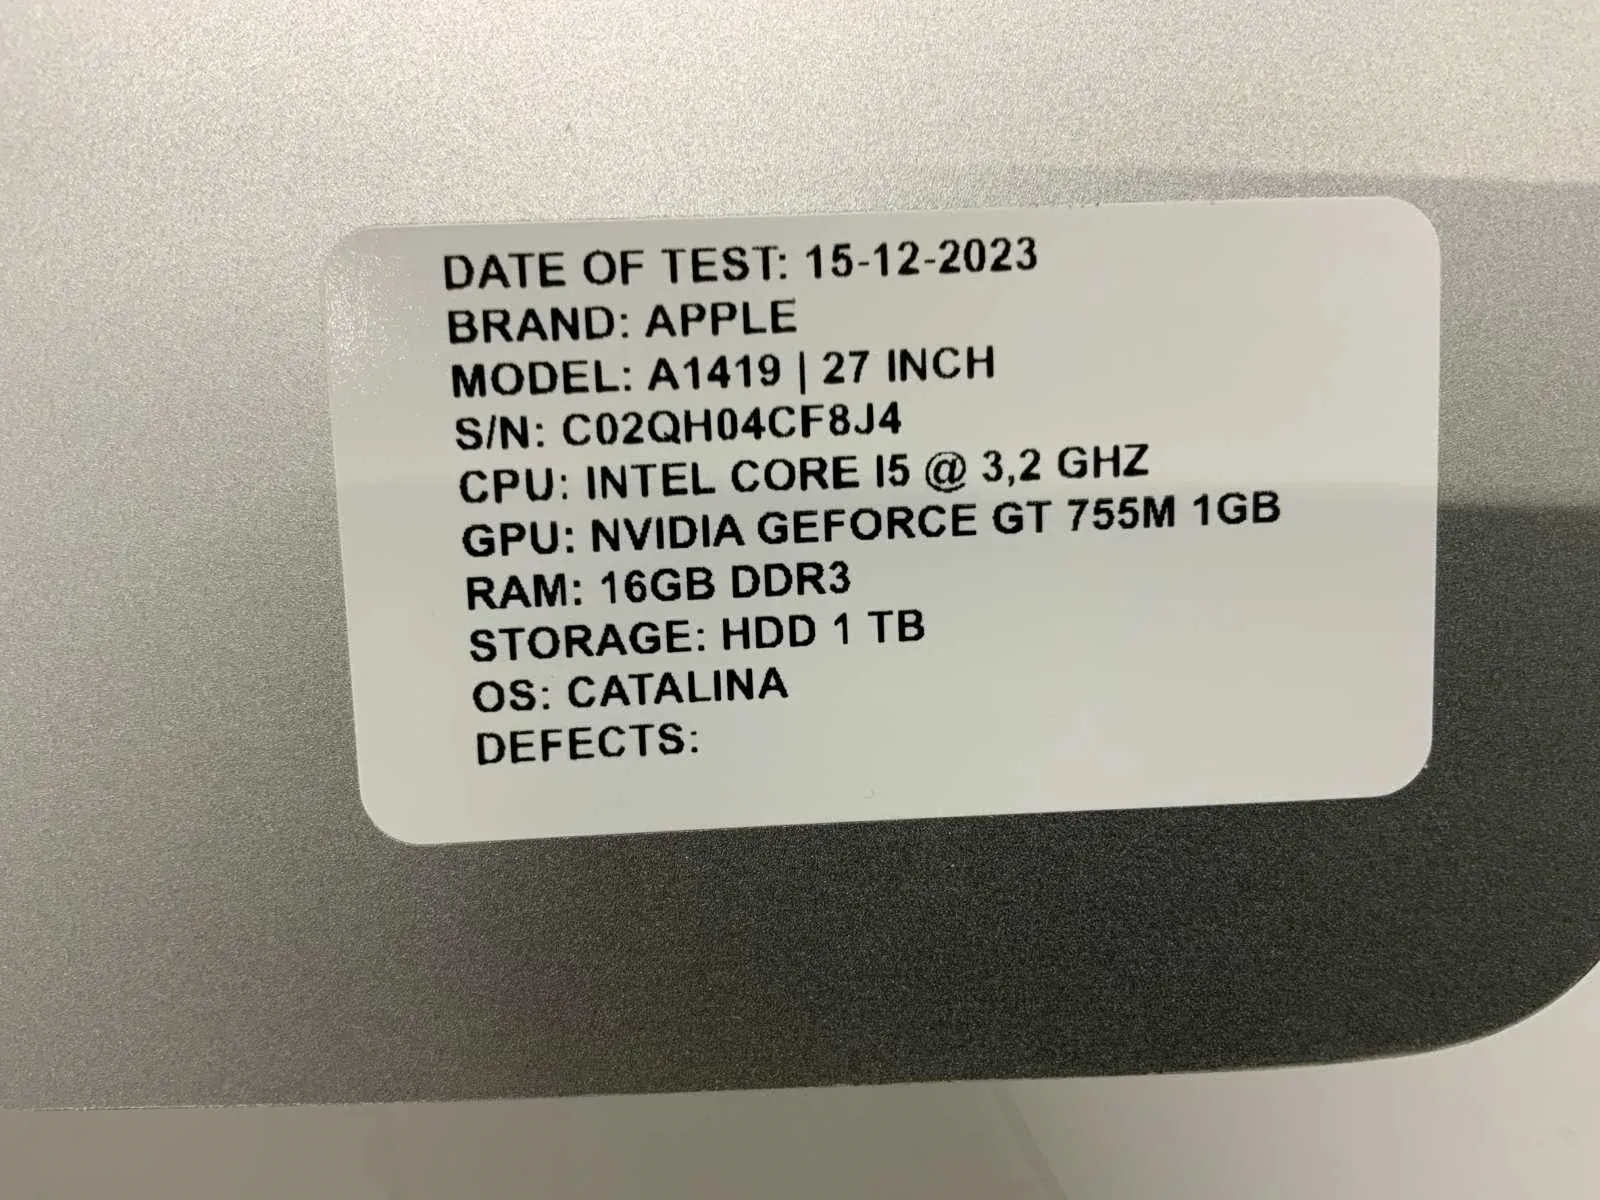 DATE OF TEST: 15-12-2023
BRAND: APPLE
MODEL: A1419 | 27 INCH
S/N: C02QH04CF8J4
CPU: INTEL CORE I5 @ 3,2 GHZ
GPU: NVIDIA GEFORCE GT 755M 1GB
RAM: 16GB DDR3
STORAGE: HDD 1 TB
OS: CATALINA
DEFECTS: